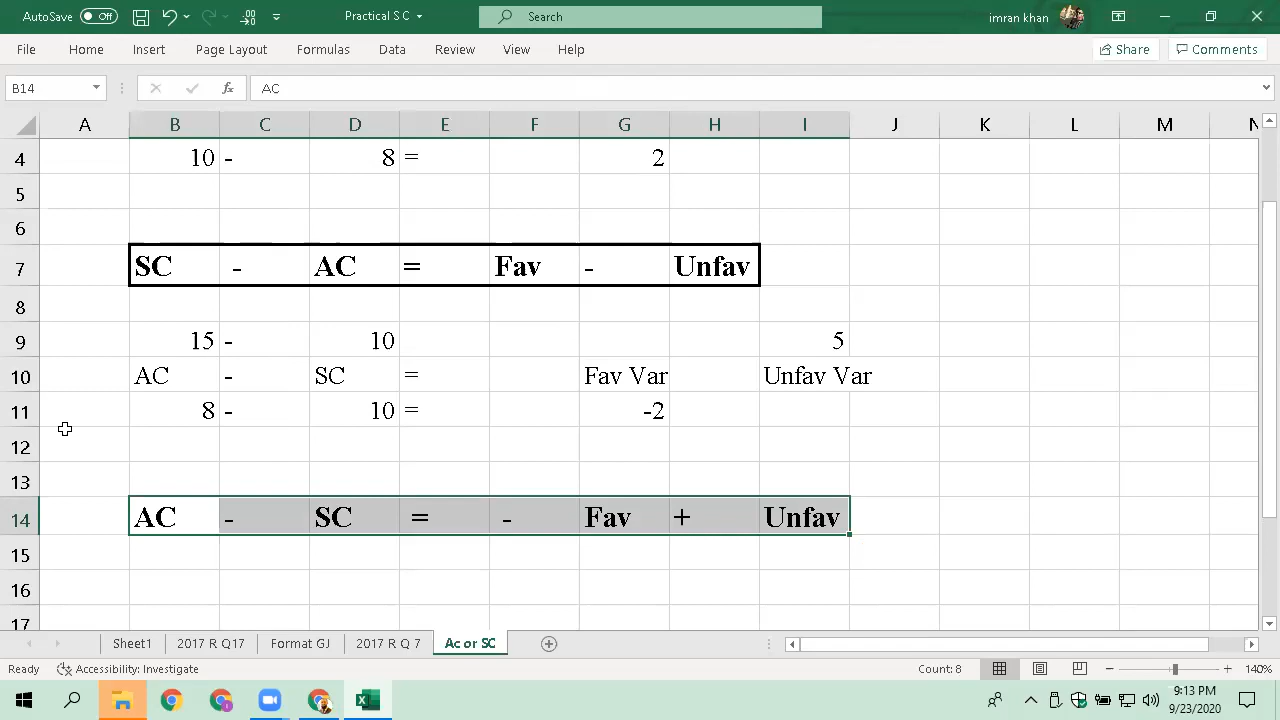 AutoSave Off Practical S C Search imran khan
File Home Insert Page Layout Formulas Data Review View Help Share Comments
B14 fx AC
A B C D E F G H I J K L M N
4 10 - 8 = 2
5
6
7 SC - AC = Fav - Unfav
8
9 15 - 10 5
10 AC - SC = Fav Var Unfav Var
11 8 - 10 = -2
12
13
14 AC - SC = - Fav + Unfav
15
16
17
Sheet1 2017 R Q17 Format GJ 2017 R Q 7 Ac or SC
Ready Accessibility: Investigate Count: 8 - + 140%
9:13 PM
9/23/2020